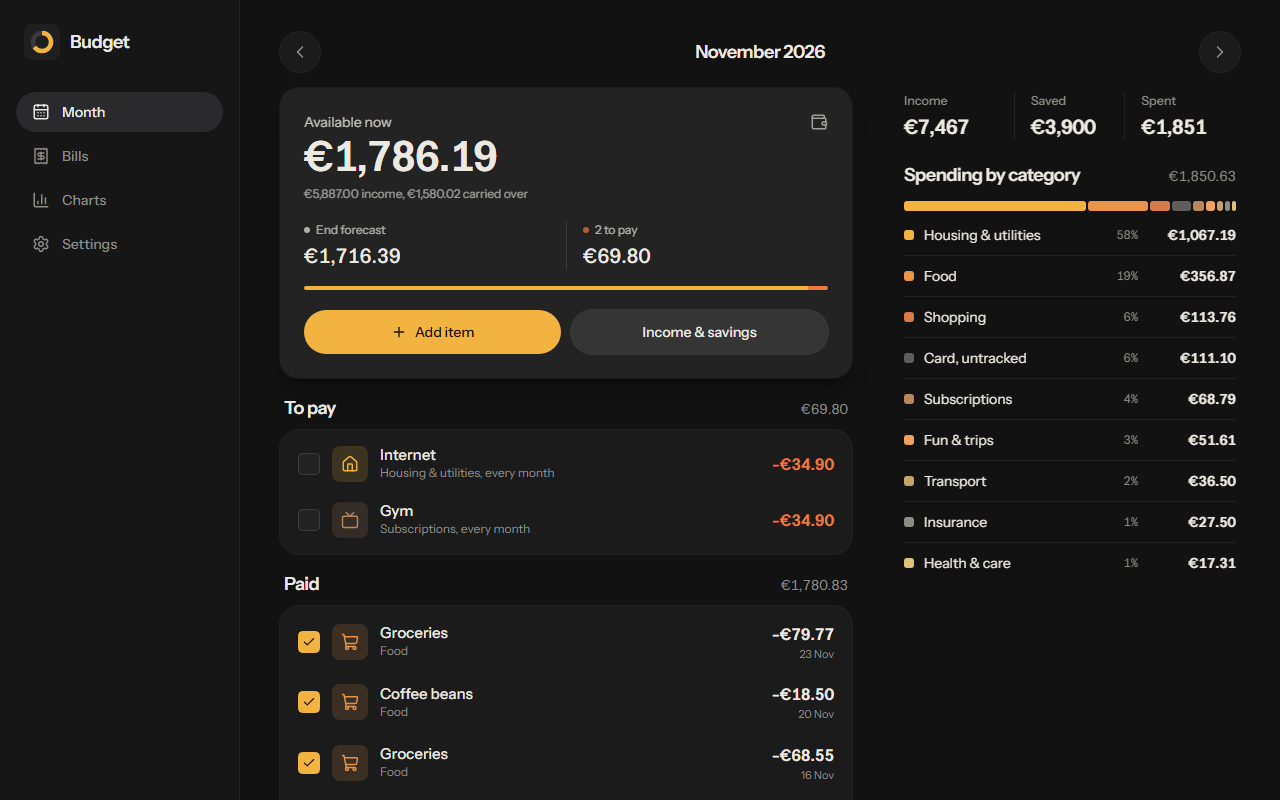 Budget
Month
Bills
Charts
Settings
November 2026
Available now
€1,786.19
€5,887.00 income, €1,580.02 carried over
End forecast
€1,716.39
2 to pay
€69.80
Add item
Income & savings
To pay
€69.80
Internet
Housing & utilities, every month
-€34.90
Gym
Subscriptions, every month
-€34.90
Paid
€1,780.83
Groceries
Food
-€79.77
23 Nov
Coffee beans
Food
-€18.50
20 Nov
Groceries
Food
-€68.55
16 Nov
Income
€7,467
Saved
€3,900
Spent
€1,851
Spending by category
€1,850.63
Housing & utilities 58% €1,067.19
Food 19% €356.87
Shopping 6% €113.76
Card, untracked 6% €111.10
Subscriptions 4% €68.79
Fun & trips 3% €51.61
Transport 2% €36.50
Insurance 1% €27.50
Health & care 1% €17.31